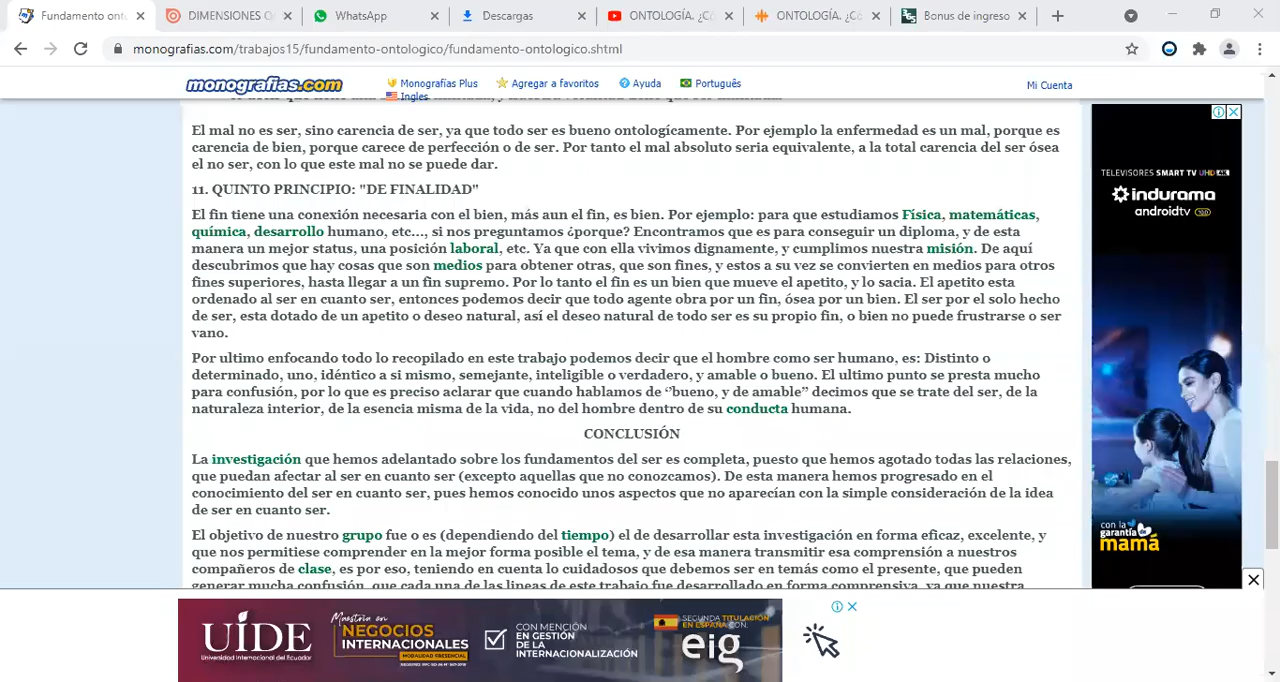 Fundamento ont
DIMENSIONES O
WhatsApp
Descargas
ONTOLOGÍA. ¿Có
ONTOLOGÍA. ¿Có
Bonus de ingreso
monografias.com/trabajos15/fundamento-ontologico/fundamento-ontologico.shtml
monografias.com
Monografías Plus
Agregar a favoritos
Ayuda
Português
Ingles
Mi Cuenta
El mal no es ser, sino carencia de ser, ya que todo ser es bueno ontologícamente. Por ejemplo la enfermedad es un mal, porque es
carencia de bien, porque carece de perfección o de ser. Por tanto el mal absoluto seria equivalente, a la total carencia del ser ósea
el no ser, con lo que este mal no se puede dar.
11. QUINTO PRINCIPIO: "DE FINALIDAD"
El fin tiene una conexión necesaria con el bien, más aun el fin, es bien. Por ejemplo: para que estudiamos Física, matemáticas,
química, desarrollo humano, etc..., si nos preguntamos ¿porque? Encontramos que es para conseguir un diploma, y de esta
manera un mejor status, una posición laboral, etc. Ya que con ella vivimos dignamente, y cumplimos nuestra misión. De aquí
descubrimos que hay cosas que son medios para obtener otras, que son fines, y estos a su vez se convierten en medios para otros
fines superiores, hasta llegar a un fin supremo. Por lo tanto el fin es un bien que mueve el apetito, y lo sacia. El apetito esta
ordenado al ser en cuanto ser, entonces podemos decir que todo agente obra por un fin, ósea por un bien. El ser por el solo hecho
de ser, esta dotado de un apetito o deseo natural, así el deseo natural de todo ser es su propio fin, o bien no puede frustrarse o ser
vano.
Por ultimo enfocando todo lo recopilado en este trabajo podemos decir que el hombre como ser humano, es: Distinto o
determinado, uno, idéntico a si mismo, semejante, inteligible o verdadero, y amable o bueno. El ultimo punto se presta mucho
para confusión, por lo que es preciso aclarar que cuando hablamos de ‘’bueno, y de amable” decimos que se trate del ser, de la
naturaleza interior, de la esencia misma de la vida, no del hombre dentro de su conducta humana.
CONCLUSIÓN
La investigación que hemos adelantado sobre los fundamentos del ser es completa, puesto que hemos agotado todas las relaciones,
que puedan afectar al ser en cuanto ser (excepto aquellas que no conozcamos). De esta manera hemos progresado en el
conocimiento del ser en cuanto ser, pues hemos conocido unos aspectos que no aparecían con la simple consideración de la idea
de ser en cuanto ser.
El objetivo de nuestro grupo fue o es (dependiendo del tiempo) el de desarrollar esta investigación en forma eficaz, excelente, y
que nos permitiese comprender en la mejor forma posible el tema, y de esa manera transmitir esa comprensión a nuestros
compañeros de clase, es por eso, teniendo en cuenta lo cuidadosos que debemos ser en temás como el presente, que pueden
generar mucha confusión, que cada una de las lineas de este trabajo fue desarrollado en forma comprensiva, ya que nuestra
TELEVISORES SMART TV UHD 4K
indurama
androidtv
con la
garantía
mamá
UIDE
Universidad Internacional del Ecuador
Maestría en
NEGOCIOS
INTERNACIONALES
MODALIDAD PRESENCIAL
CON MENCIÓN
EN GESTIÓN
DE LA
INTERNACIONALIZACIÓN
SEGUNDA TITULACIÓN
EN ESPAÑA CON:
eig